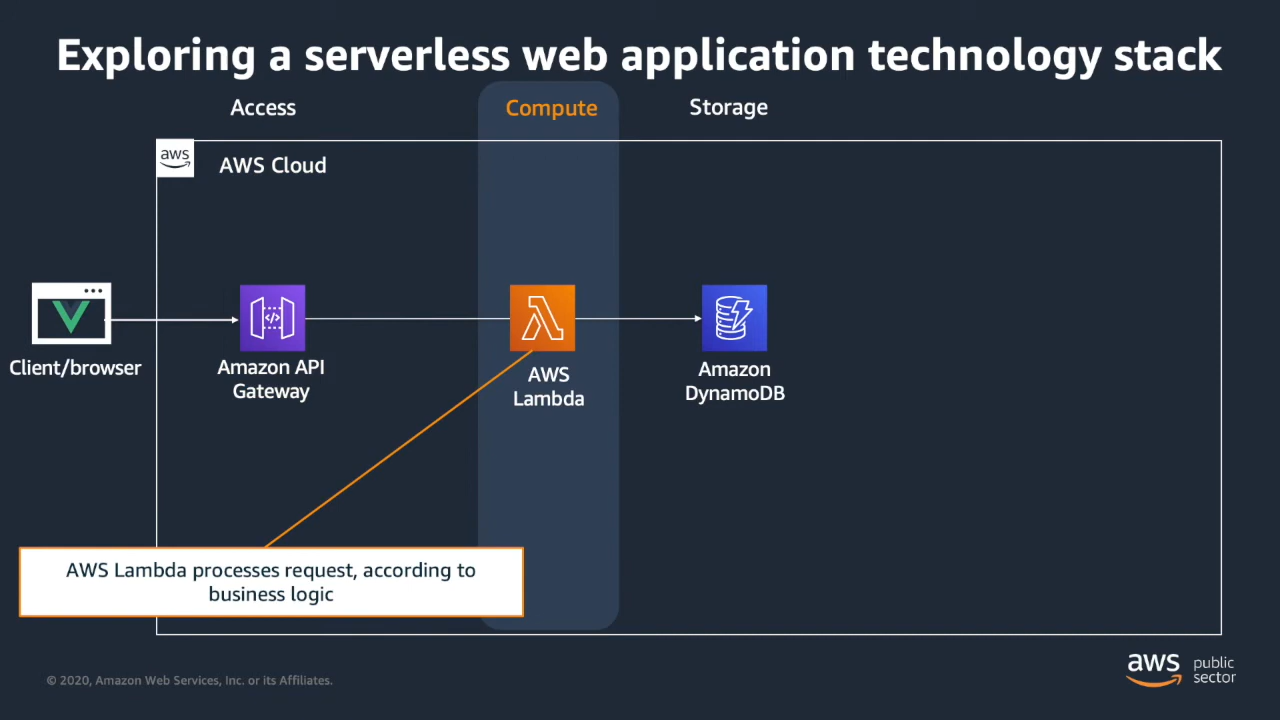 Exploring a serverless web application technology stack
Access
Compute
Storage
aws
AWS Cloud
Client/browser
Amazon API
Gateway
AWS
Lambda
Amazon
DynamoDB
AWS Lambda processes request, according to
business logic
© 2020, Amazon Web Services, Inc. or its Affiliates.
aws
public
sector